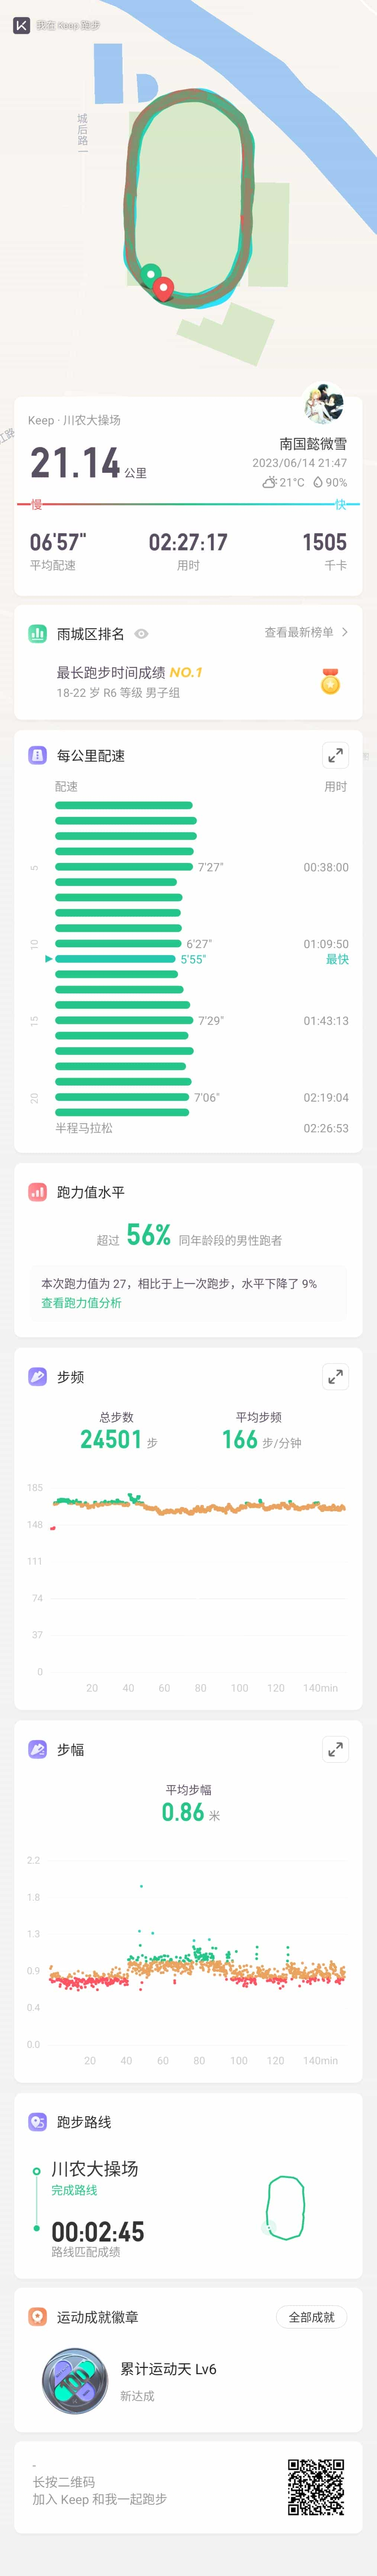 我在 Keep 跑步
城后路一
江路
Keep · 川农大操场
21.14 公里
南国懿微雪
2023/06/14 21:47
21°C 90%
慢 快
06'57" 02:27:17 1505
平均配速 用时 千卡
雨城区排名 查看最新榜单
最长跑步时间成绩 NO.1
18-22 岁 R6 等级 男子组
每公里配速
配速 用时
5 7'27" 00:38:00
10 6'27" 01:09:50
5'55" 最快
15 7'29" 01:43:13
20 7'06" 02:19:04
半程马拉松 02:26:53
跑力值水平
超过 56% 同年龄段的男性跑者
本次跑力值为 27，相比于上一次跑步，水平下降了 9%
查看跑力值分析
步频
总步数 平均步频
24501 步 166 步/分钟
185
148
111
74
37
0
20 40 60 80 100 120 140min
步幅
平均步幅
0.86 米
2.2
1.8
1.3
0.9
0.4
0.0
20 40 60 80 100 120 140min
跑步路线
川农大操场
完成路线
00:02:45
路线匹配成绩
运动成就徽章 全部成就
累计运动天 Lv6
新达成
-
长按二维码
加入 Keep 和我一起跑步